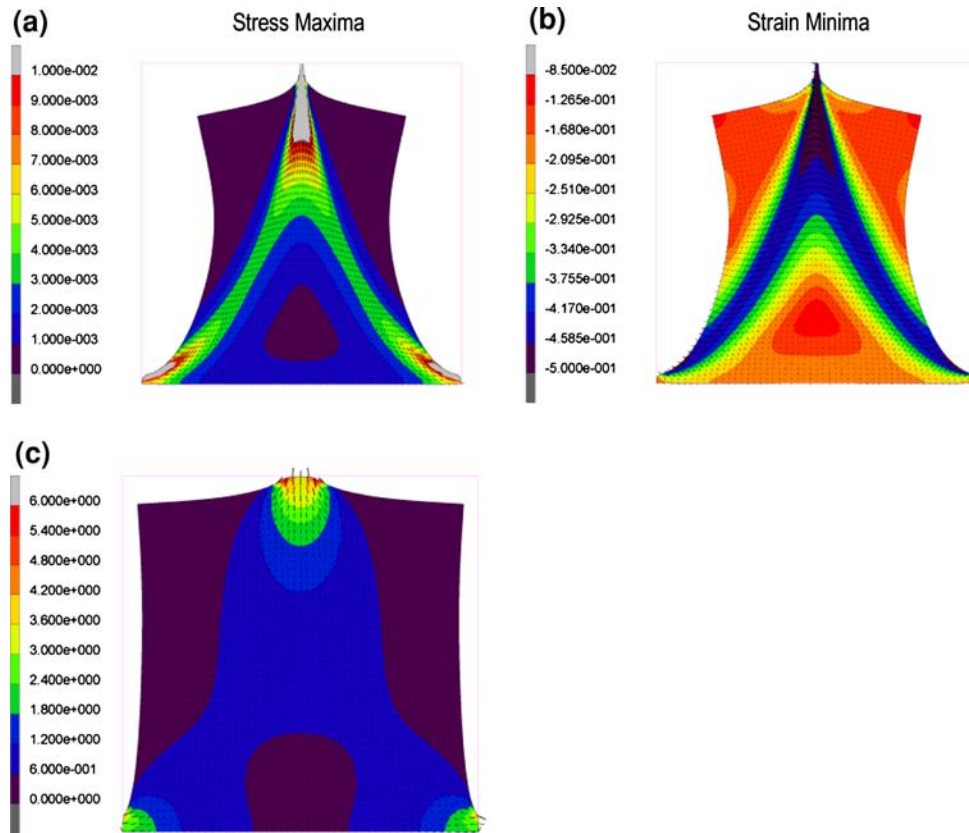 (a)
Stress Maxima
1.000e-002
9.000e-003
8.000e-003
7.000e-003
6.000e-003
5.000e-003
4.000e-003
3.000e-003
2.000e-003
1.000e-003
0.000e+000
(b)
Strain Minima
-8.500e-002
-1.265e-001
-1.680e-001
-2.095e-001
-2.510e-001
-2.925e-001
-3.340e-001
-3.755e-001
-4.170e-001
-4.585e-001
-5.000e-001
(c)
6.000e+000
5.400e+000
4.800e+000
4.200e+000
3.600e+000
3.000e+000
2.400e+000
1.800e+000
1.200e+000
6.000e-001
0.000e+000